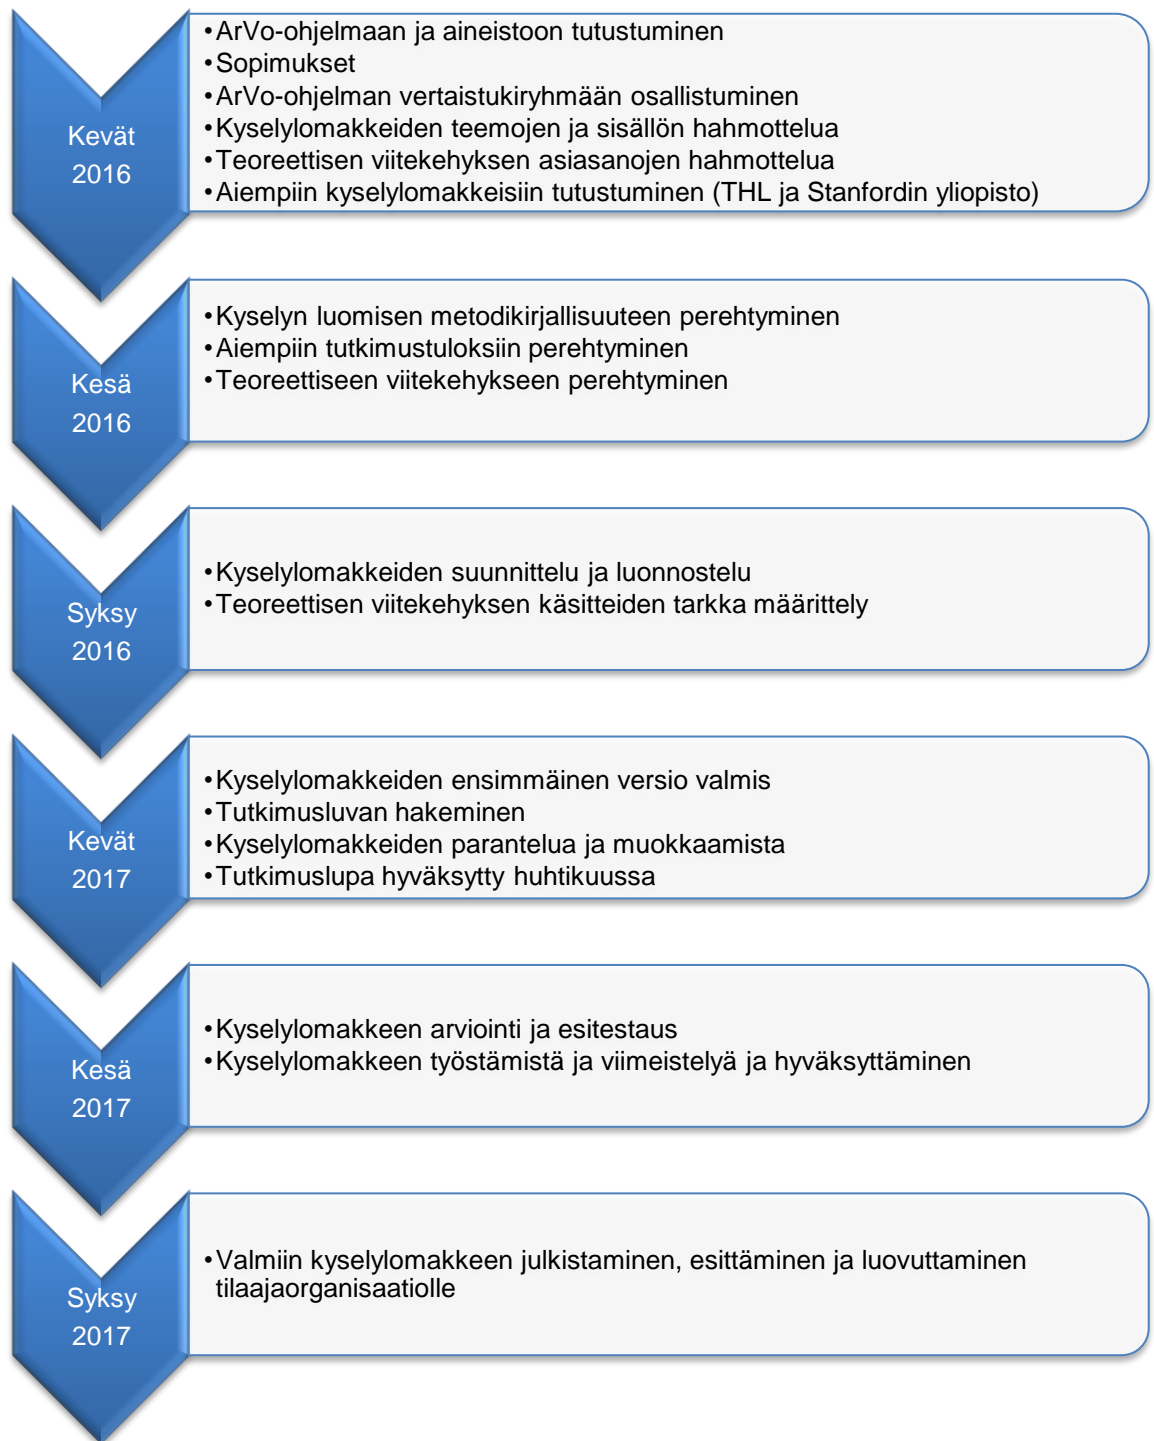 Kevät
2016
•ArVo-ohjelmaan ja aineistoon tutustuminen
•Sopimukset
•ArVo-ohjelman vertaistukiryhmään osallistuminen
•Kyselylomakkeiden teemojen ja sisällön hahmottelua
•Teoreettisen viitekehyksen asiasanojen hahmottelua
•Aiempiin kyselylomakkeisiin tutustuminen (THL ja Stanfordin yliopisto)
Kesä
2016
•Kyselyn luomisen metodikirjallisuuteen perehtyminen
•Aiempiin tutkimustuloksiin perehtyminen
•Teoreettiseen viitekehykseen perehtyminen
Syksy
2016
•Kyselylomakkeiden suunnittelu ja luonnostelu
•Teoreettisen viitekehyksen käsitteiden tarkka määrittely
Kevät
2017
•Kyselylomakkeiden ensimmäinen versio valmis
•Tutkimusluvan hakeminen
•Kyselylomakkeiden parantelua ja muokkaamista
•Tutkimuslupa hyväksytty huhtikuussa
Kesä
2017
•Kyselylomakkeen arviointi ja esitestaus
•Kyselylomakkeen työstämistä ja viimeistelyä ja hyväksyttäminen
Syksy
2017
•Valmiin kyselylomakkeen julkistaminen, esittäminen ja luovuttaminen
tilaajaorganisaatiolle